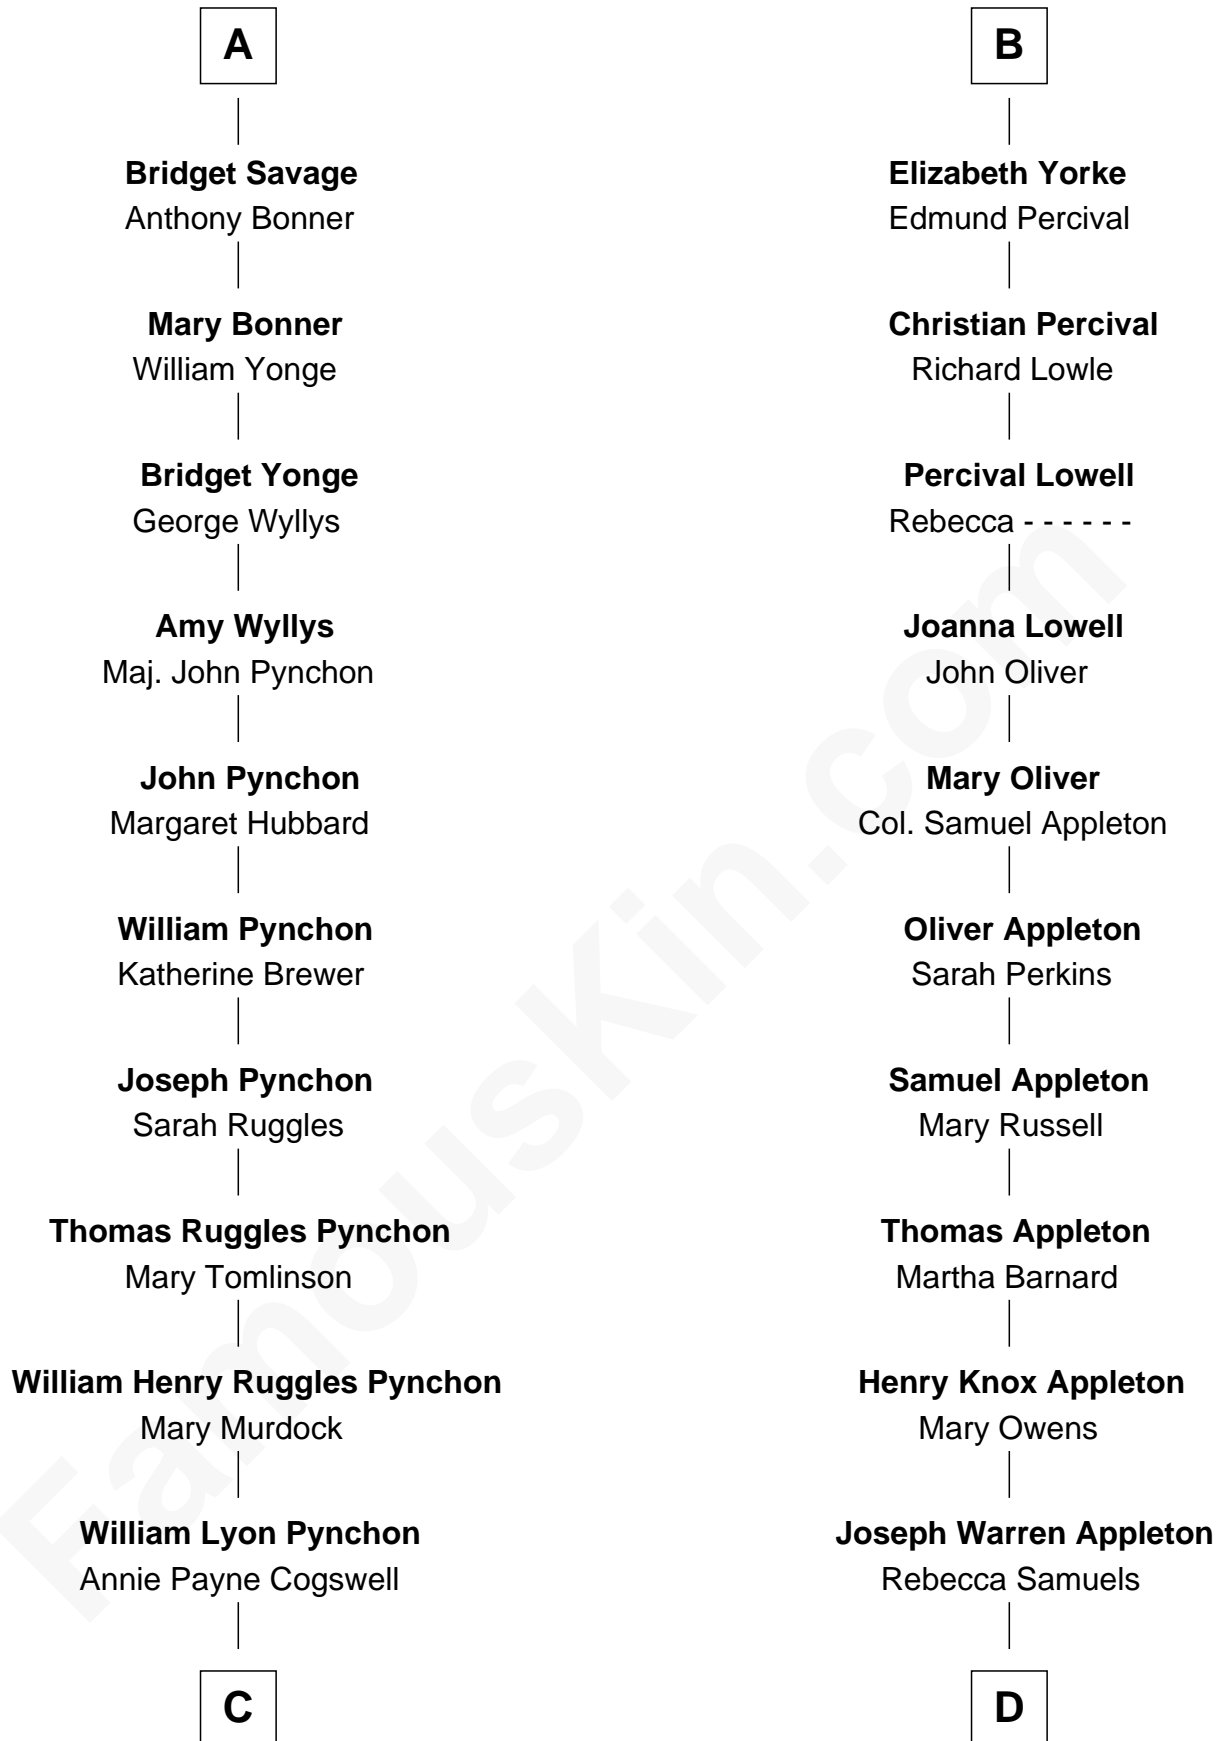 A
Bridget Savage
Anthony Bonner
Mary Bonner
William Yonge
Bridget Yonge
George Wyllys
Amy Wyllys
Maj. John Pynchon
John Pynchon
Margaret Hubbard
William Pynchon
Katherine Brewer
Joseph Pynchon
Sarah Ruggles
Thomas Ruggles Pynchon
Mary Tomlinson
William Henry Ruggles Pynchon
Mary Murdock
William Lyon Pynchon
Annie Payne Cogswell
C
B
Elizabeth Yorke
Edmund Percival
Christian Percival
Richard Lowle
Percival Lowell
Rebecca - - - - - -
Joanna Lowell
John Oliver
Mary Oliver
Col. Samuel Appleton
Oliver Appleton
Sarah Perkins
Samuel Appleton
Mary Russell
Thomas Appleton
Martha Barnard
Henry Knox Appleton
Mary Owens
Joseph Warren Appleton
Rebecca Samuels
D
FamousKin.com